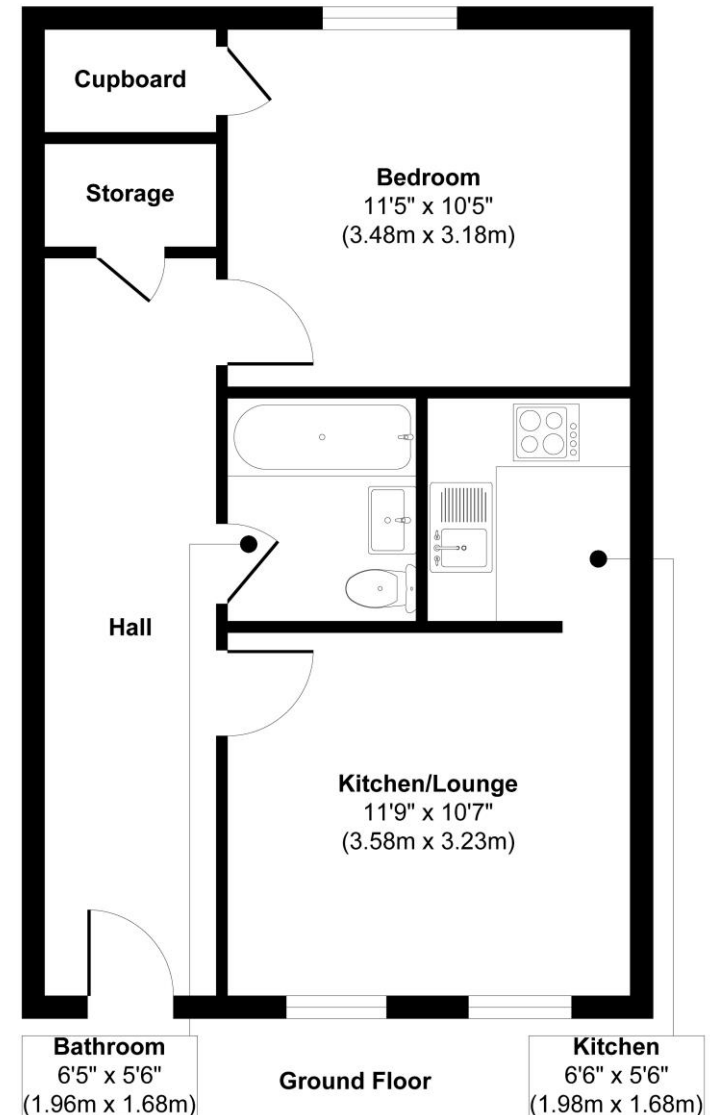 Cupboard
Storage
Bedroom
11'5" x 10'5"
(3.48m x 3.18m)
Hall
Kitchen/Lounge
11'9" x 10'7"
(3.58m x 3.23m)
Bathroom
6'5" x 5'6"
(1.96m x 1.68m)
Ground Floor
Kitchen
6'6" x 5'6"
(1.98m x 1.68m)